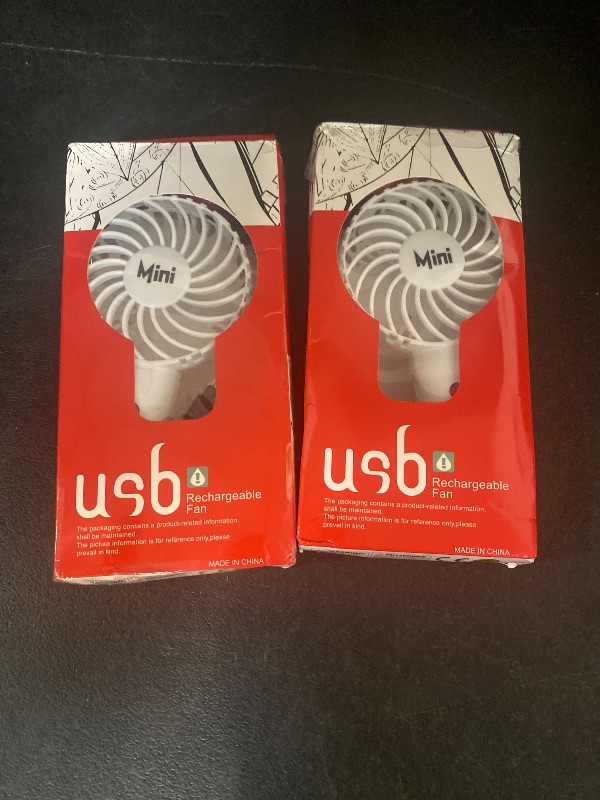 Mini
usb
Rechargeable
Fan
The packaging contains a product-releted information,
shall be maintained.
The picture information is for reference only,please
prevail in kind.
MADE IN CHINA
Mini
usb
Rechargeable
Fan
The packaging contains a product-releted information,
shall be maintained.
The picture information is for reference only,please
prevail in kind.
MADE IN CHINA